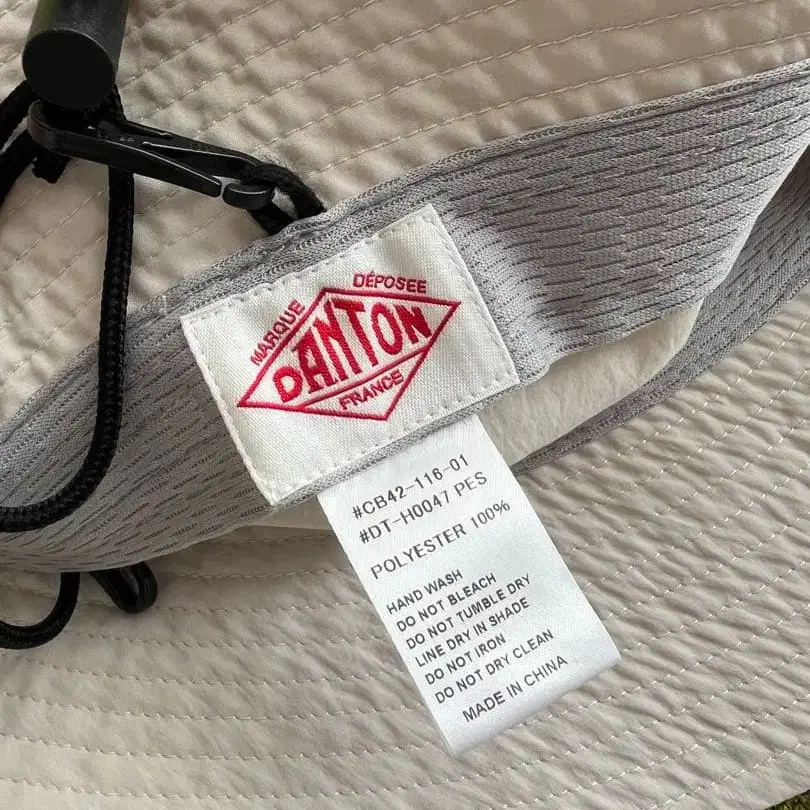 MARQUE DÉPOSEE
DANTON
FRANCE
#CB42-116-01
#DT-H0047 PES
POLYESTER 100%
HAND WASH
DO NOT BLEACH
DO NOT TUMBLE DRY
LINE DRY IN SHADE
DO NOT IRON
DO NOT DRY CLEAN
MADE IN CHINA